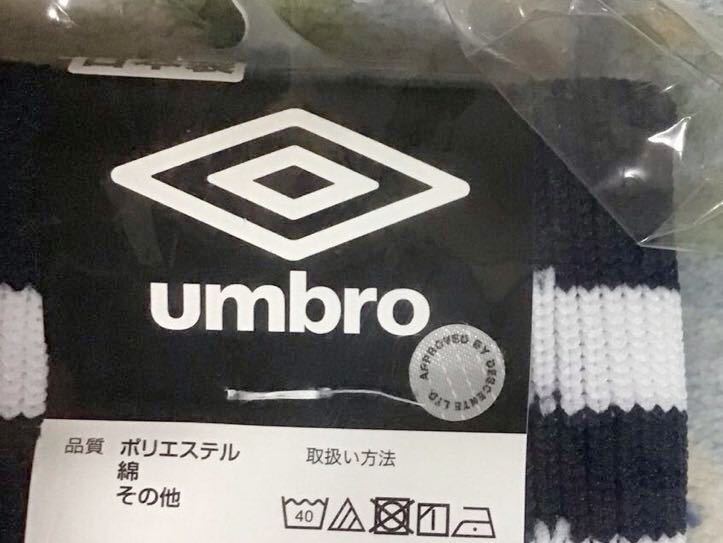 umbro
APPROVED BY DESCENTE LTD
品質 ポリエステル
綿
その他
取扱い方法
40